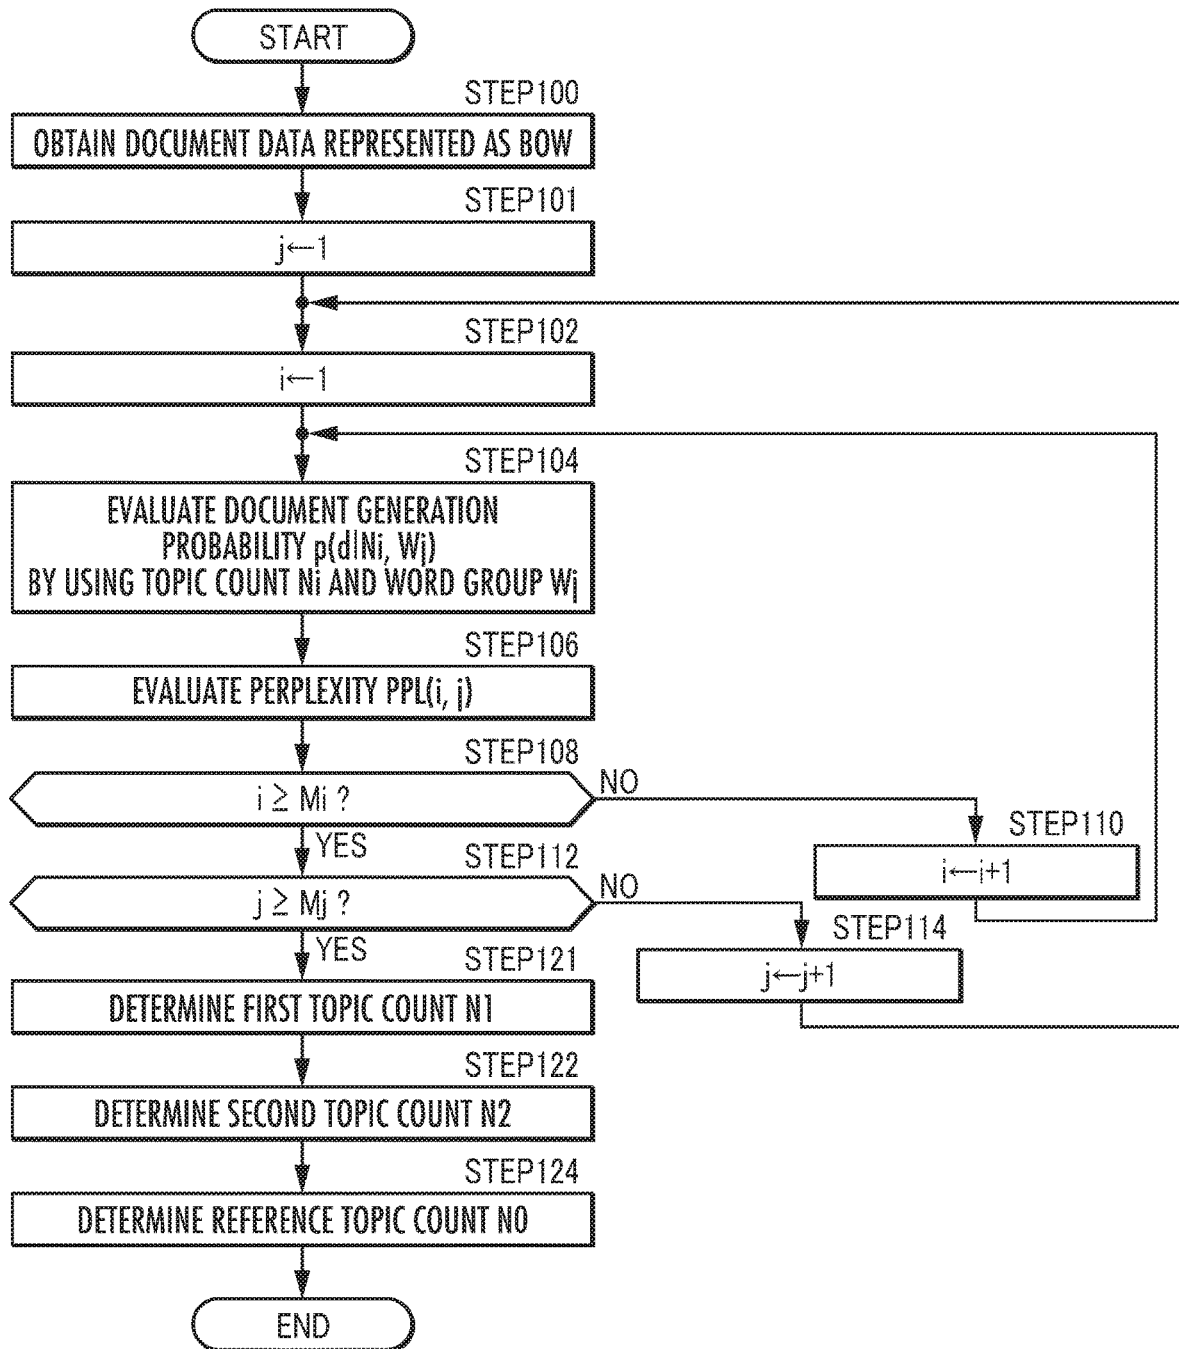 START
STEP100
OBTAIN DOCUMENT DATA REPRESENTED AS BOW
STEP101
j←1
STEP102
i←1
STEP104
EVALUATE DOCUMENT GENERATION
PROBABILITY p(d|Ni, Wj)
BY USING TOPIC COUNT Ni AND WORD GROUP Wj
STEP106
EVALUATE PERPLEXITY PPL(i, j)
STEP108
i ≥ Mi ?
NO
YES
STEP110
i←i+1
STEP112
j ≥ Mj ?
NO
YES
STEP114
j←j+1
STEP121
DETERMINE FIRST TOPIC COUNT N1
STEP122
DETERMINE SECOND TOPIC COUNT N2
STEP124
DETERMINE REFERENCE TOPIC COUNT N0
END